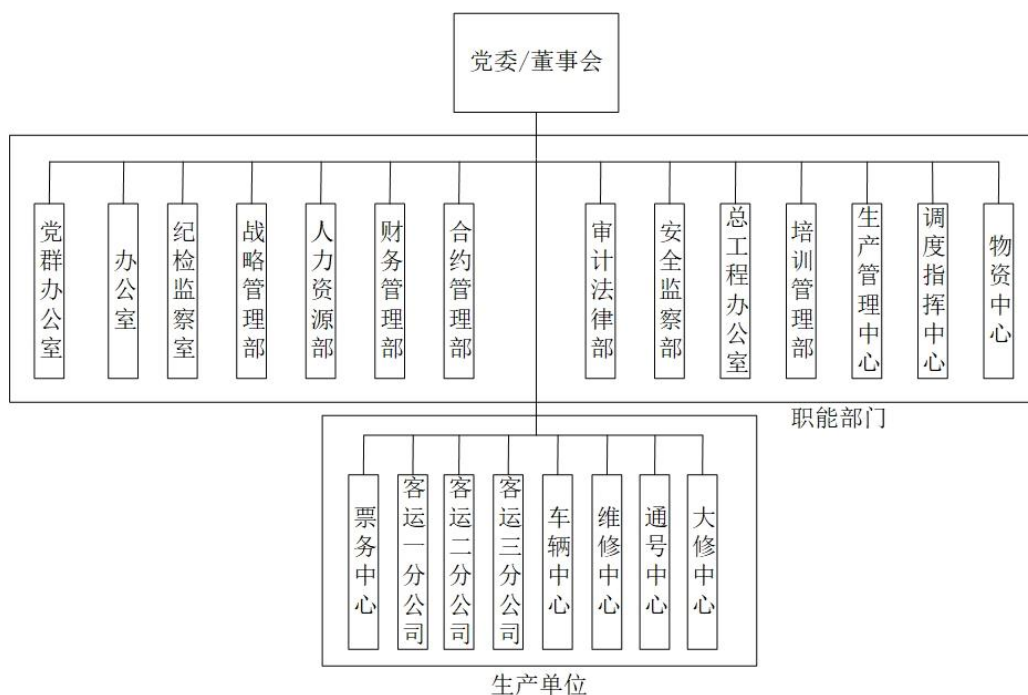 党委/董事会
党群办公室
办公室
纪检监察室
战略管理部
人力资源部
财务管理部
合约管理部
审计法律部
安全监察部
总工程办公室
培训管理部
生产管理中心
调度指挥中心
物资中心
职能部门
票务中心
客运一分公司
客运二分公司
客运三分公司
车辆中心
维修中心
通号中心
大修中心
生产单位